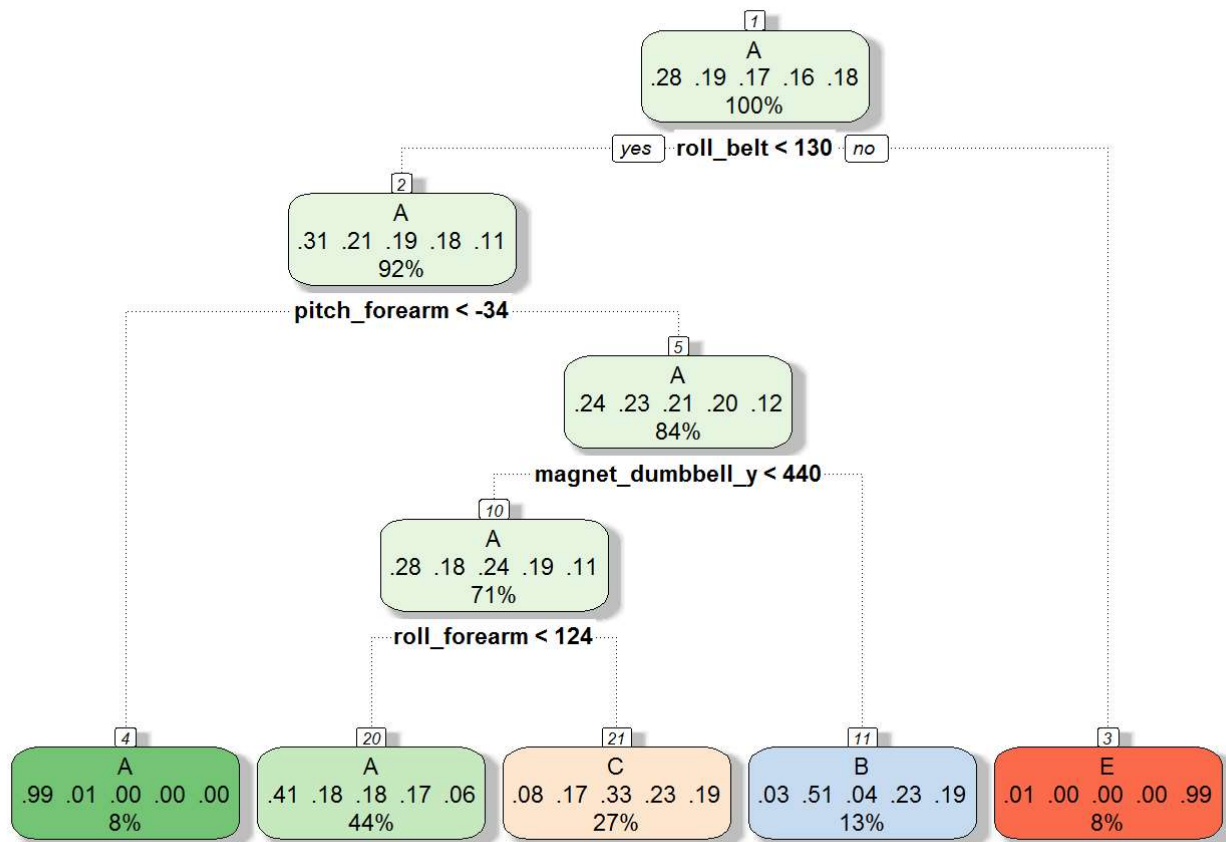 1
A
.28 .19 .17 .16 .18
100%
yes roll_belt < 130 no
2
A
.31 .21 .19 .18 .11
92%
pitch_forearm < -34
5
A
.24 .23 .21 .20 .12
84%
magnet_dumbbell_y < 440
10
A
.28 .18 .24 .19 .11
71%
roll_forearm < 124
4
A
.99 .01 .00 .00 .00
8%
20
A
.41 .18 .18 .17 .06
44%
21
C
.08 .17 .33 .23 .19
27%
11
B
.03 .51 .04 .23 .19
13%
3
E
.01 .00 .00 .00 .99
8%